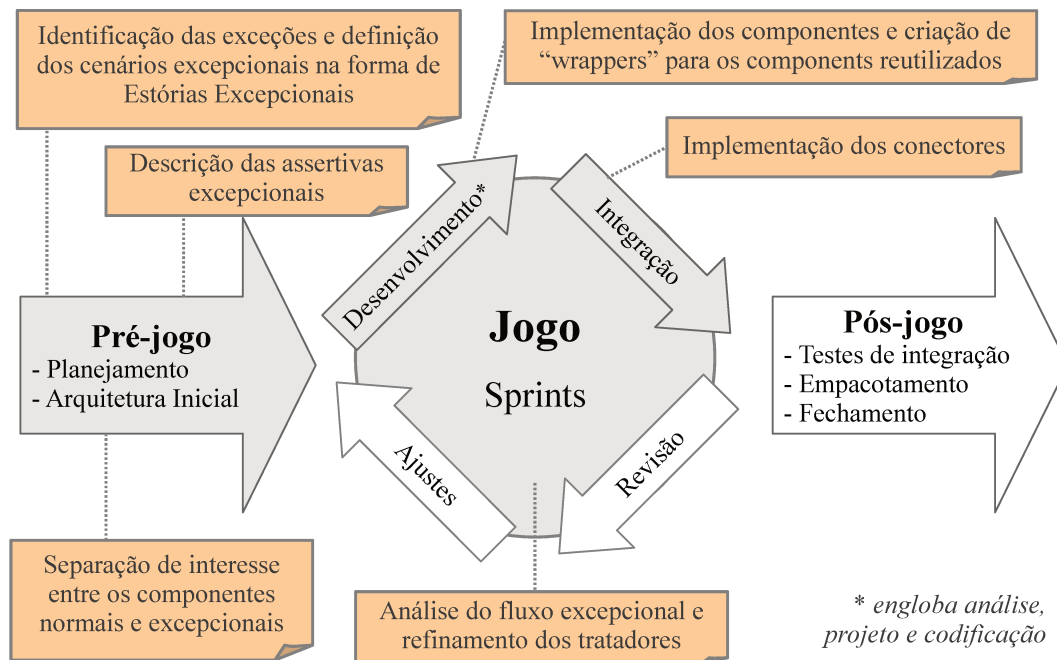 Identificação das exceções e definição
dos cenários excepcionais na forma de
Estórias Excepcionais
Implementação dos componentes e criação de
“wrappers” para os components reutilizados
Descrição das assertivas
excepcionais
Implementação dos conectores
Desenvolvimento*
Integração
Pré-jogo
- Planejamento
- Arquitetura Inicial
Jogo
Sprints
Pós-jogo
- Testes de integração
- Empacotamento
- Fechamento
Ajustes
Revisão
Separação de interesse
entre os componentes
normais e excepcionais
Análise do fluxo excepcional e
refinamento dos tratadores
* engloba análise,
projeto e codificação